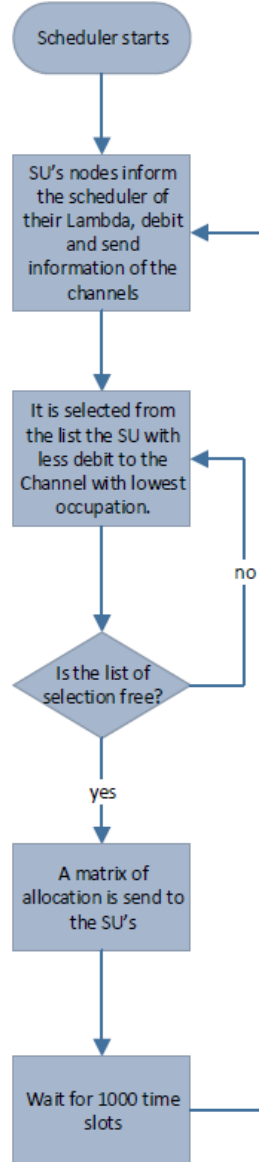 Scheduler starts
SU's nodes inform
the scheduler of
their Lambda, debit
and send
information of the
channels
It is selected from
the list the SU with
less debit to the
Channel with lowest
occupation.
no
Is the list of
selection free?
yes
A matrix of
allocation is send to
the SU's
Wait for 1000 time
slots